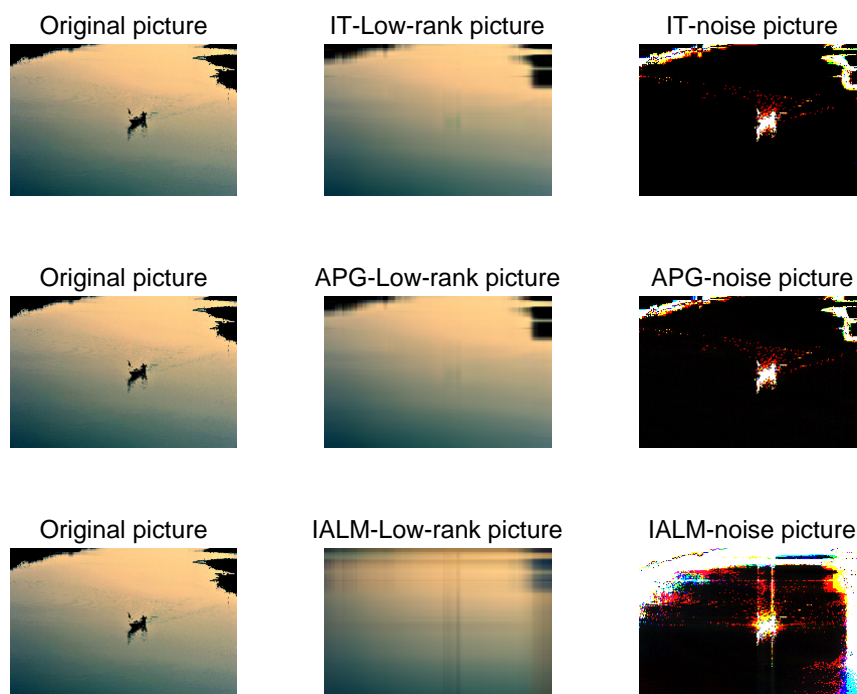 Original picture
IT-Low-rank picture
IT-noise picture
Original picture
APG-Low-rank picture
APG-noise picture
Original picture
IALM-Low-rank picture
IALM-noise picture